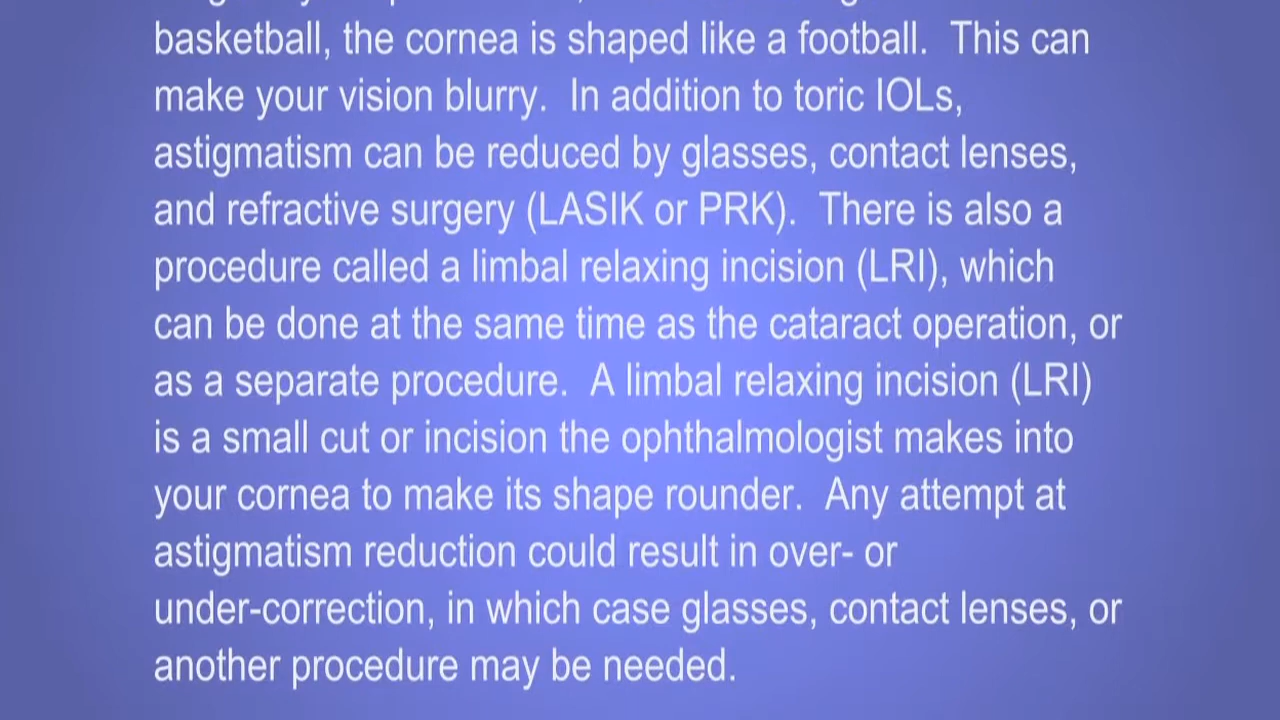 basketball, the cornea is shaped like a football.  This can
make your vision blurry.  In addition to toric IOLs,
astigmatism can be reduced by glasses, contact lenses,
and refractive surgery (LASIK or PRK).  There is also a
procedure called a limbal relaxing incision (LRI), which
can be done at the same time as the cataract operation, or
as a separate procedure.  A limbal relaxing incision (LRI)
is a small cut or incision the ophthalmologist makes into
your cornea to make its shape rounder.  Any attempt at
astigmatism reduction could result in over- or
under-correction, in which case glasses, contact lenses, or
another procedure may be needed.